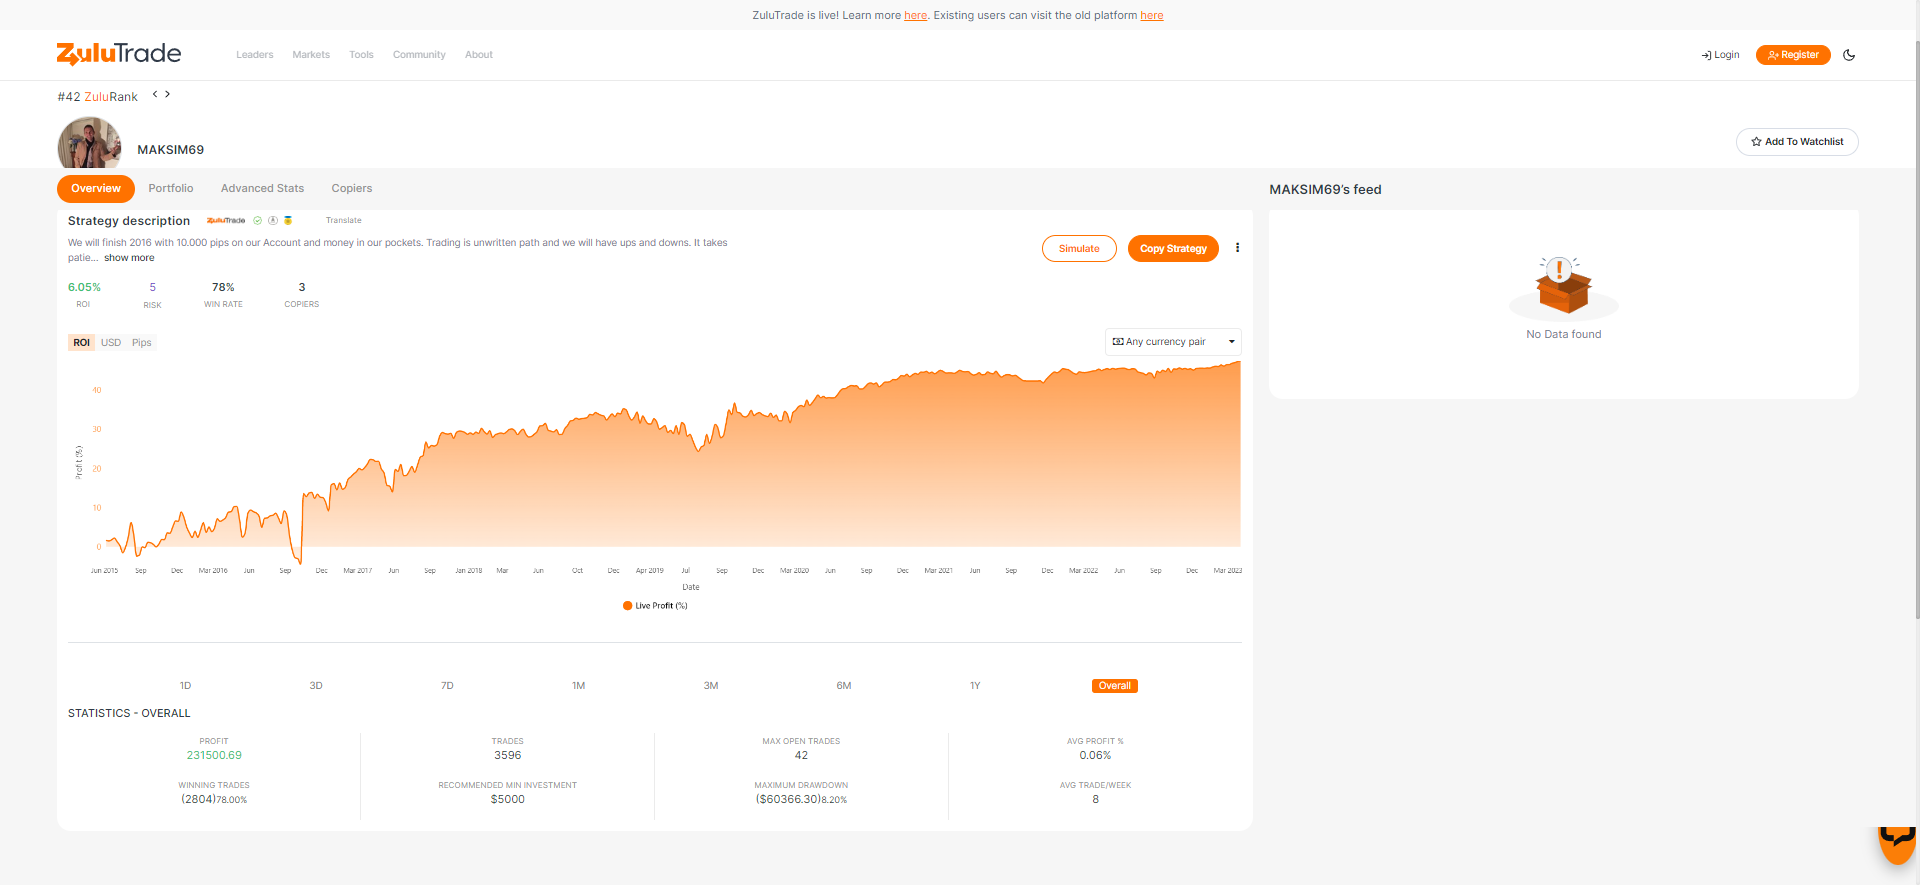 ZuluTrade is live! Learn more here. Existing users can visit the old platform here
ZuluTrade
Leaders Markets Tools Community About
Login Register
#42 ZuluRank
MAKSIM69
Add To Watchlist
Overview Portfolio Advanced Stats Copiers
MAKSIM69's feed
Strategy description ZuluTrade Translate
We will finish 2016 with 10.000 pips on our Account and money in our pockets. Trading is unwritten path and we will have ups and downs. It takes
patie... show more
Simulate Copy Strategy
6.05% 5 78% 3
ROI RISK WIN RATE COPIERS
No Data found
ROI USD Pips
Any currency pair
40
30
20
10
0
Profit (%)
Jun 2015 Sep Dec Mar 2016 Jun Sep Dec Mar 2017 Jun Sep Jan 2018 Mar Jun Oct Dec Apr 2019 Jul Sep Dec Mar 2020 Jun Sep Dec Mar 2021 Jun Sep Dec Mar 2022 Jun Sep Dec Mar 2023
Date
Live Profit (%)
1D 3D 7D 1M 3M 6M 1Y Overall
STATISTICS - OVERALL
PROFIT TRADES MAX OPEN TRADES AVG PROFIT %
231500.69 3596 42 0.06%
WINNING TRADES RECOMMENDED MIN INVESTMENT MAXIMUM DRAWDOWN AVG TRADE/WEEK
(2804)78.00% $5000 ($60366.30)8.20% 8